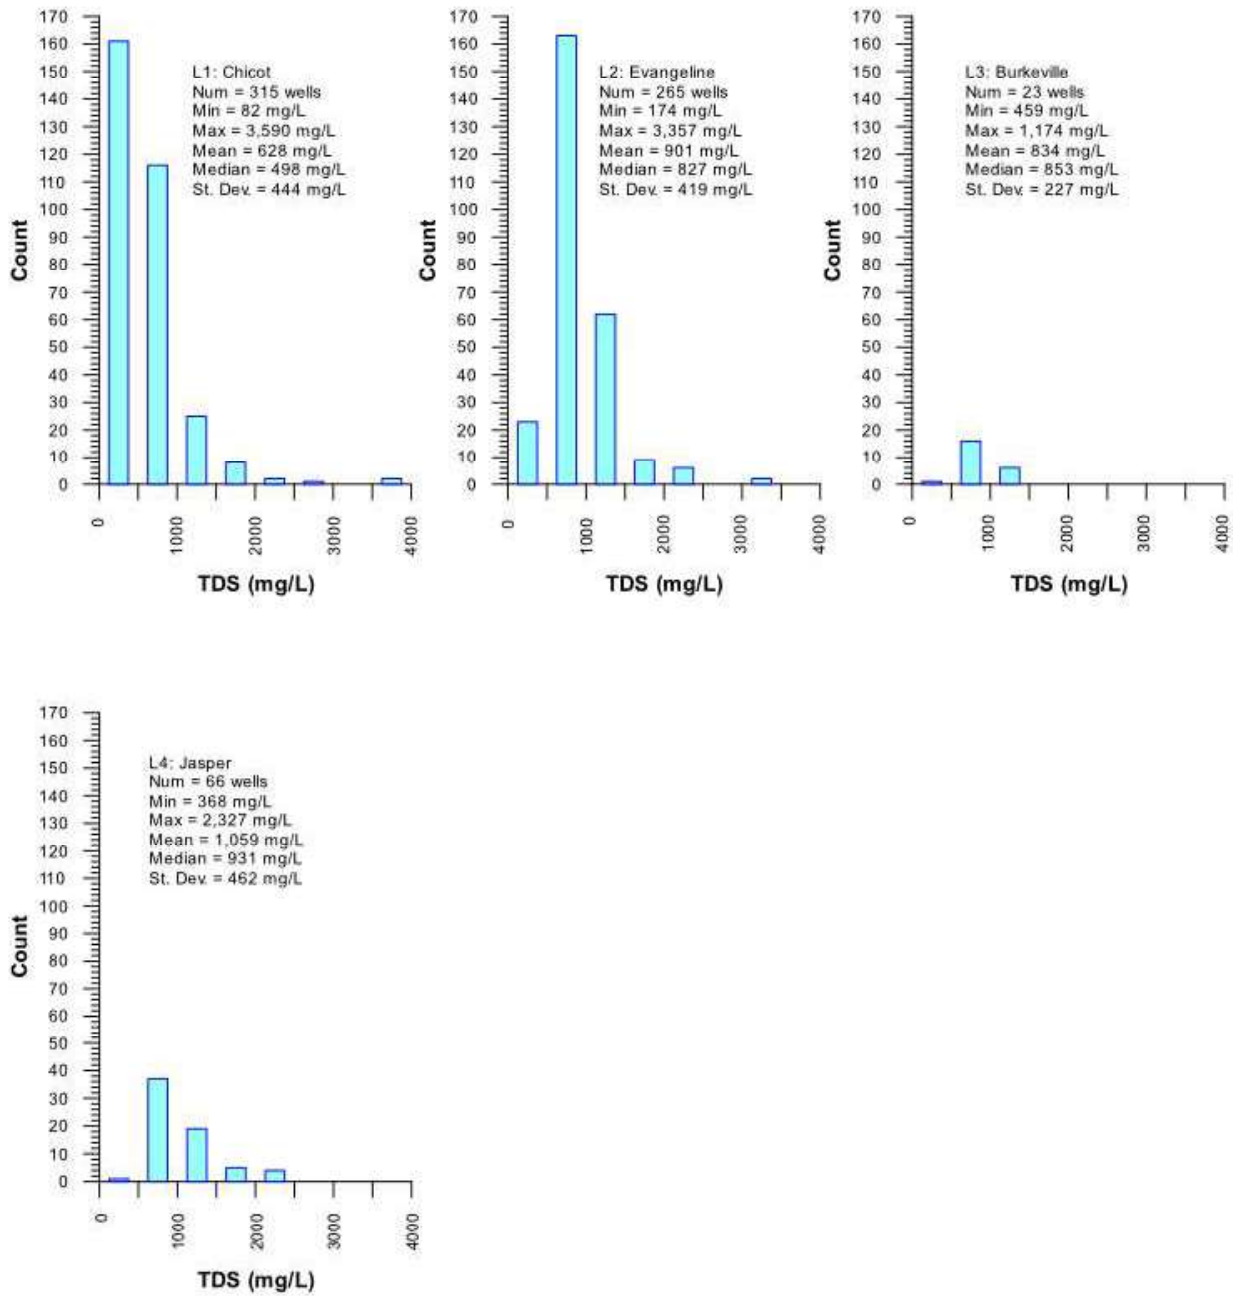 170
160
150
140
130
120
110
100
90
80
70
60
50
40
30
20
10
0
Count
L1: Chicot
Num = 315 wells
Min = 82 mg/L
Max = 3,590 mg/L
Mean = 628 mg/L
Median = 498 mg/L
St. Dev. = 444 mg/L
0
1000
2000
3000
4000
TDS (mg/L)
170
160
150
140
130
120
110
100
90
80
70
60
50
40
30
20
10
0
Count
L2: Evangeline
Num = 265 wells
Min = 174 mg/L
Max = 3,357 mg/L
Mean = 901 mg/L
Median = 827 mg/L
St. Dev. = 419 mg/L
0
1000
2000
3000
4000
TDS (mg/L)
170
160
150
140
130
120
110
100
90
80
70
60
50
40
30
20
10
0
Count
L3: Burkeville
Num = 23 wells
Min = 459 mg/L
Max = 1,174 mg/L
Mean = 834 mg/L
Median = 853 mg/L
St. Dev. = 227 mg/L
0
1000
2000
3000
4000
TDS (mg/L)
170
160
150
140
130
120
110
100
90
80
70
60
50
40
30
20
10
0
Count
L4: Jasper
Num = 66 wells
Min = 368 mg/L
Max = 2,327 mg/L
Mean = 1,059 mg/L
Median = 931 mg/L
St. Dev. = 462 mg/L
0
1000
2000
3000
4000
TDS (mg/L)